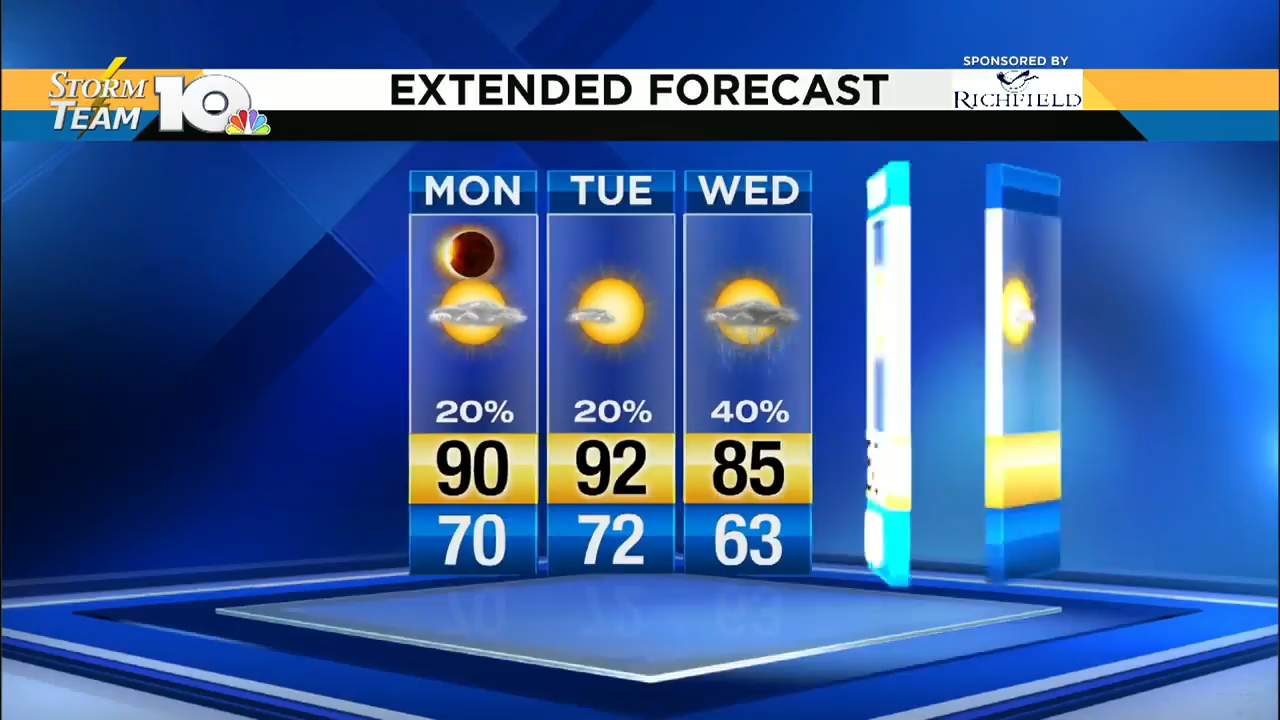 SPONSORED BY
STORM
TEAM 10
EXTENDED FORECAST
RICHFIELD
MON TUE WED
20% 20% 40%
90 92 85
70 72 63